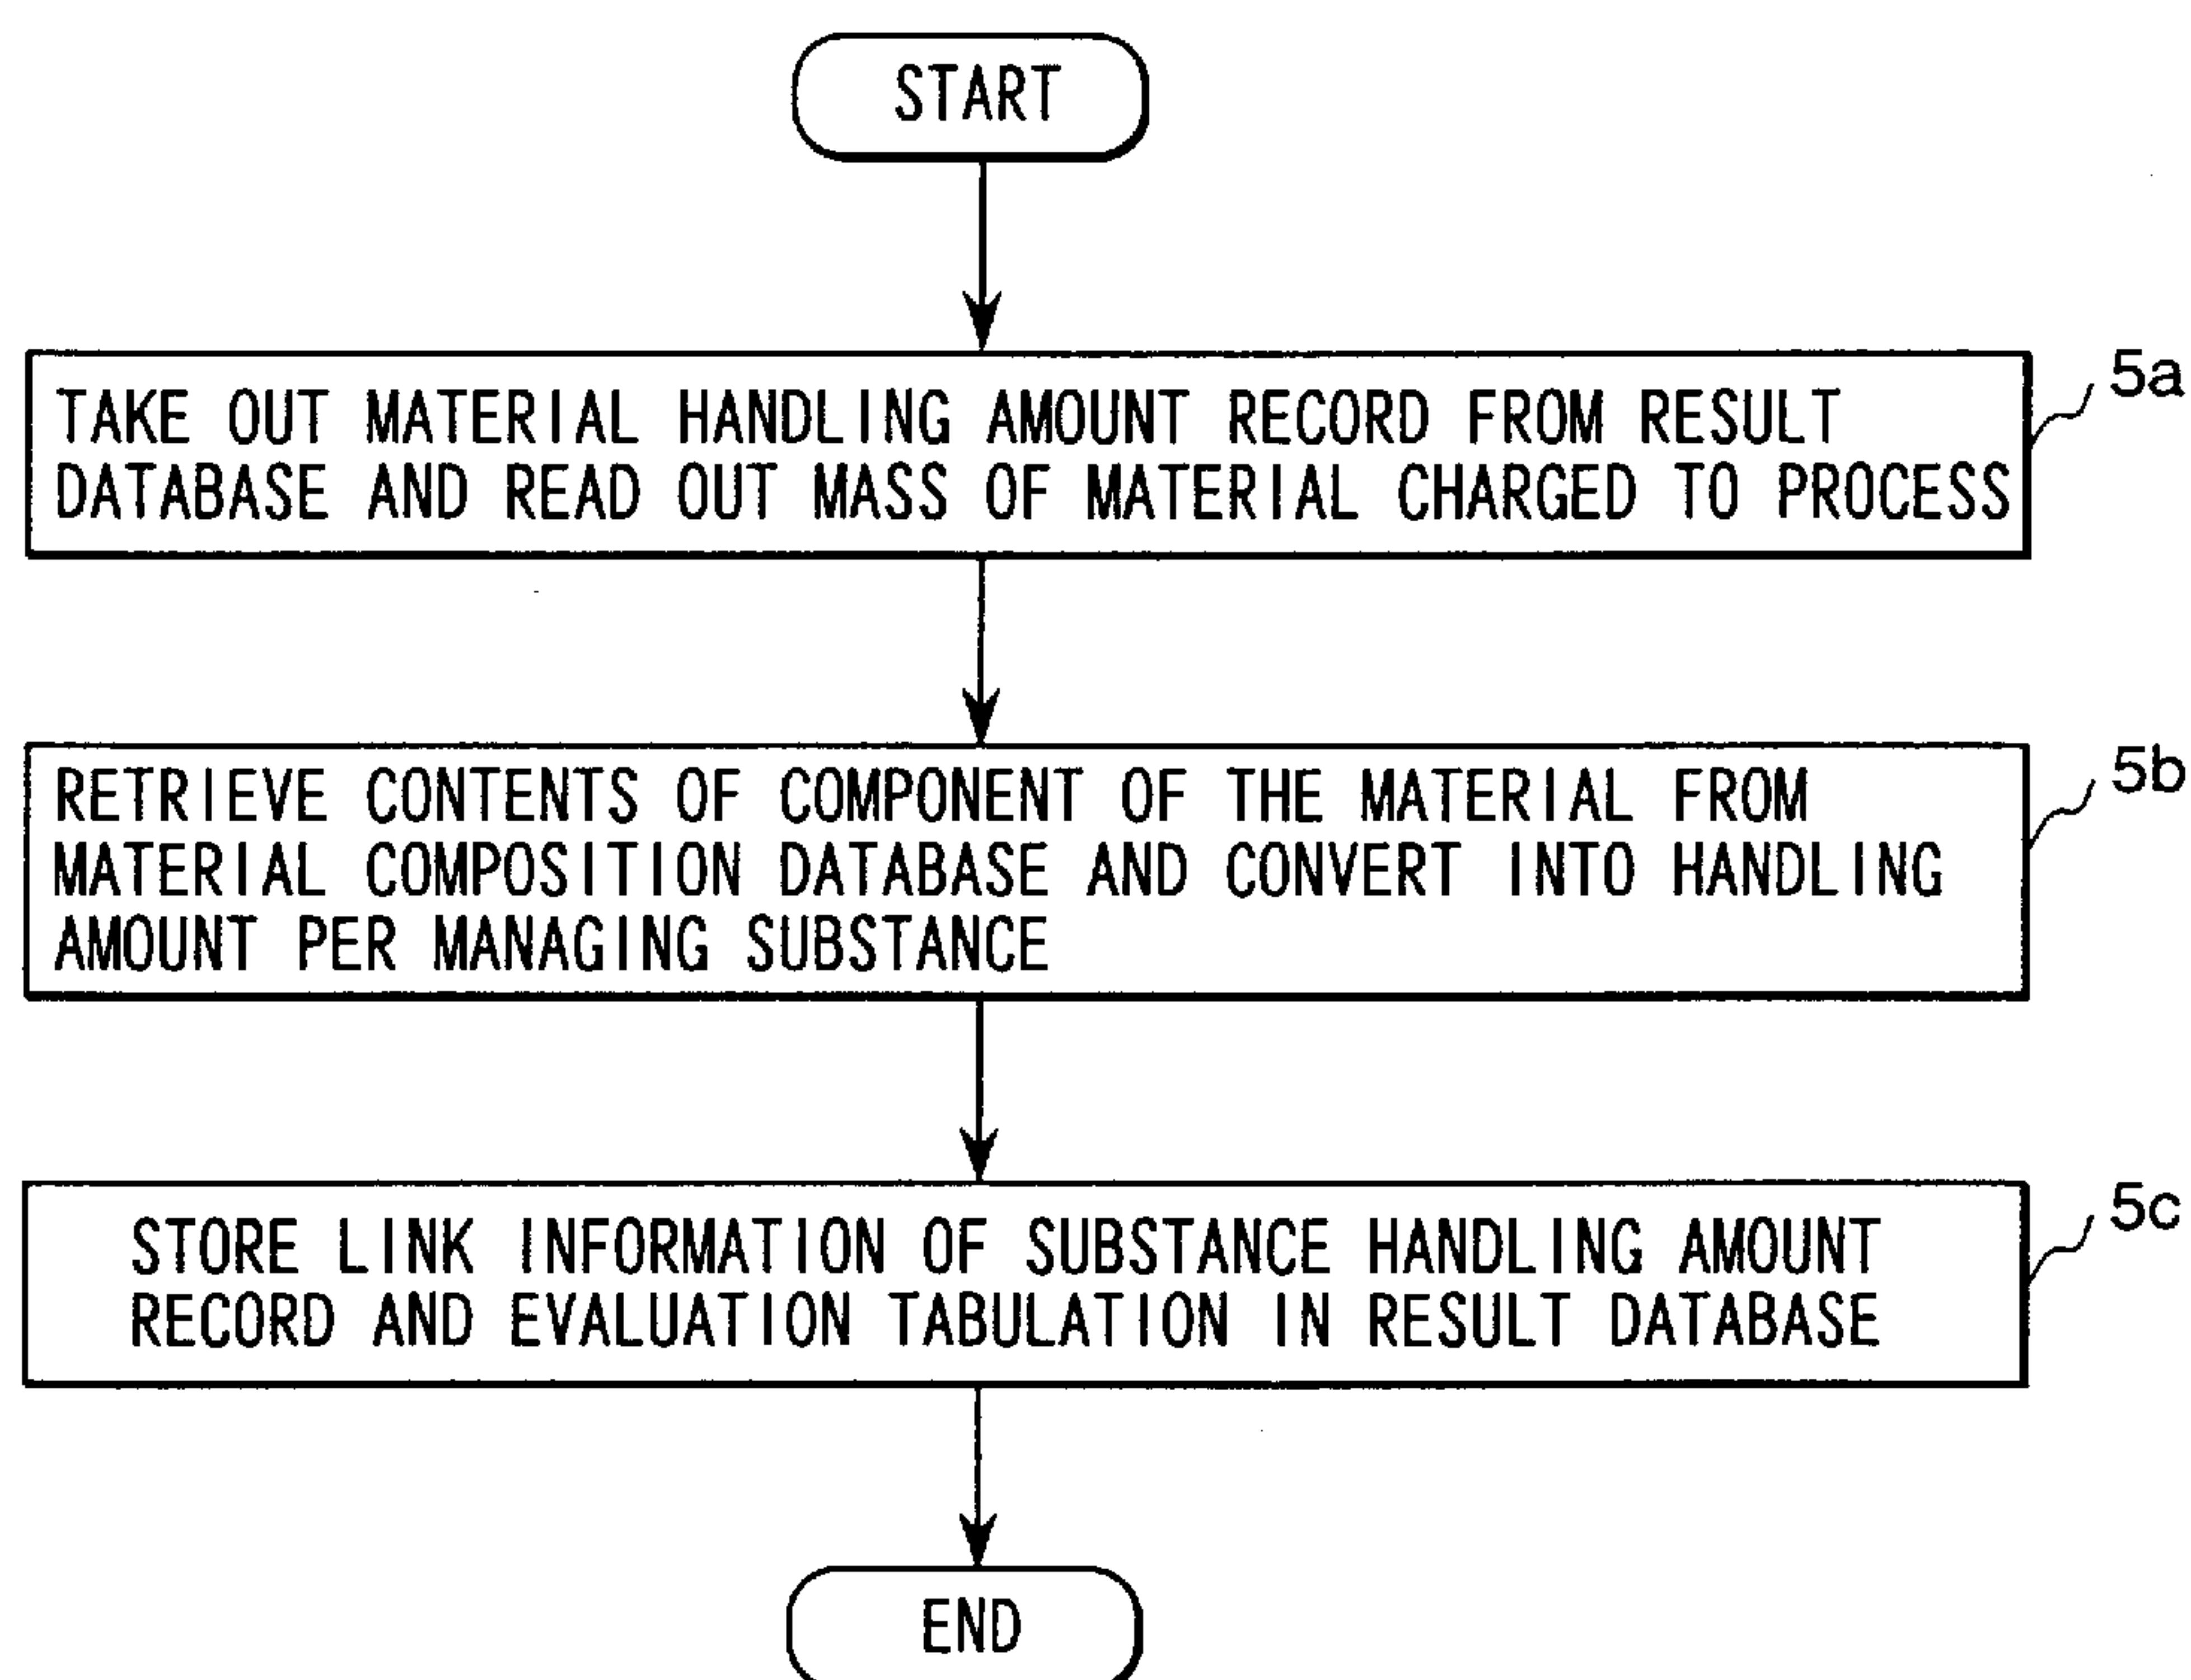 START
TAKE OUT MATERIAL HANDLING AMOUNT RECORD FROM RESULT
DATABASE AND READ OUT MASS OF MATERIAL CHARGED TO PROCESS
5a
RETRIEVE CONTENTS OF COMPONENT OF THE MATERIAL FROM
MATERIAL COMPOSITION DATABASE AND CONVERT INTO HANDLING
AMOUNT PER MANAGING SUBSTANCE
5b
STORE LINK INFORMATION OF SUBSTANCE HANDLING AMOUNT
RECORD AND EVALUATION TABULATION IN RESULT DATABASE
5c
END